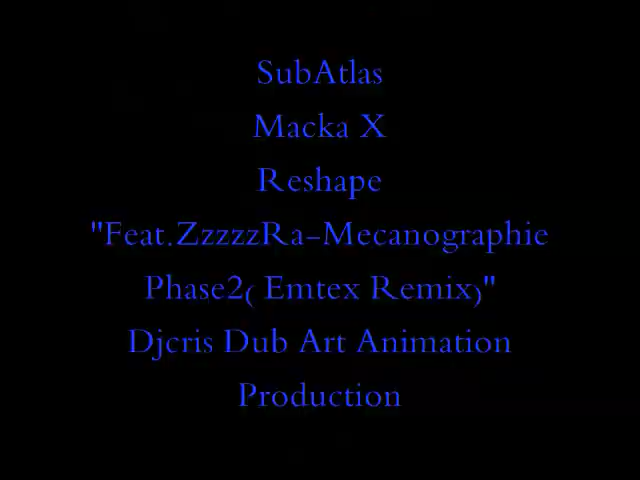 SubAtlas
Macka X
Reshape
"Feat.ZzzzzRa-Mecanographie
Phase2( Emtex Remix)"
Djcris Dub Art Animation
Production